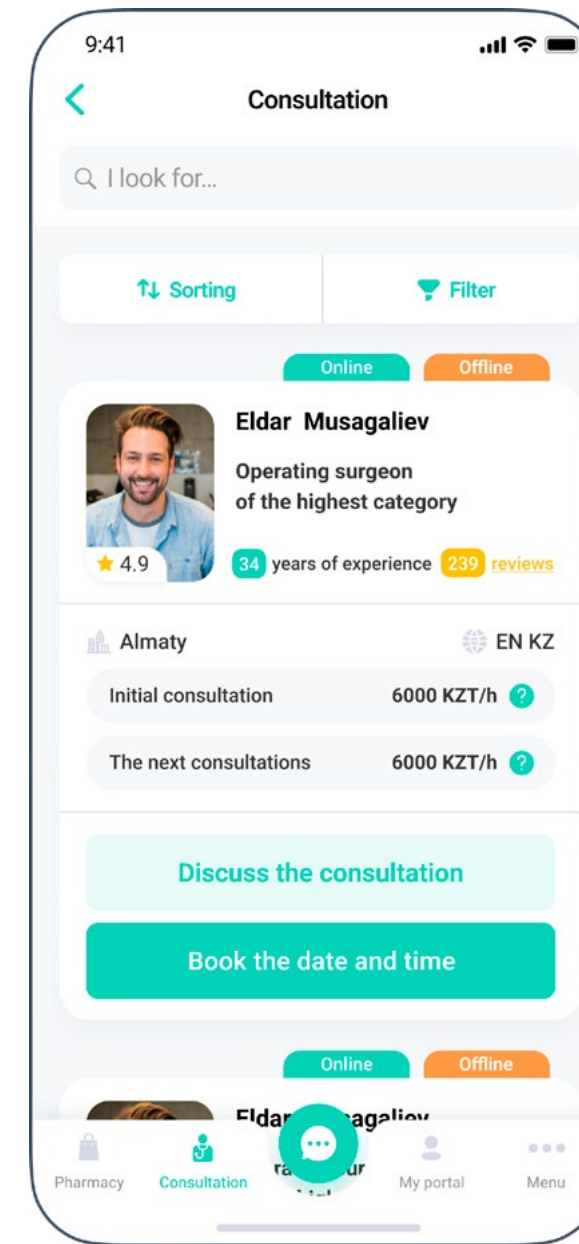 9:41
Consultation
I look for...
Sorting Filter
Online Offline
Eldar Musagaliev
Operating surgeon
of the highest category
4.9 34 years of experience 239 reviews
Almaty EN KZ
Initial consultation 6000 KZT/h ?
The next consultations 6000 KZT/h ?
Discuss the consultation
Book the date and time
Online Offline
Pharmacy Consultation My portal Menu